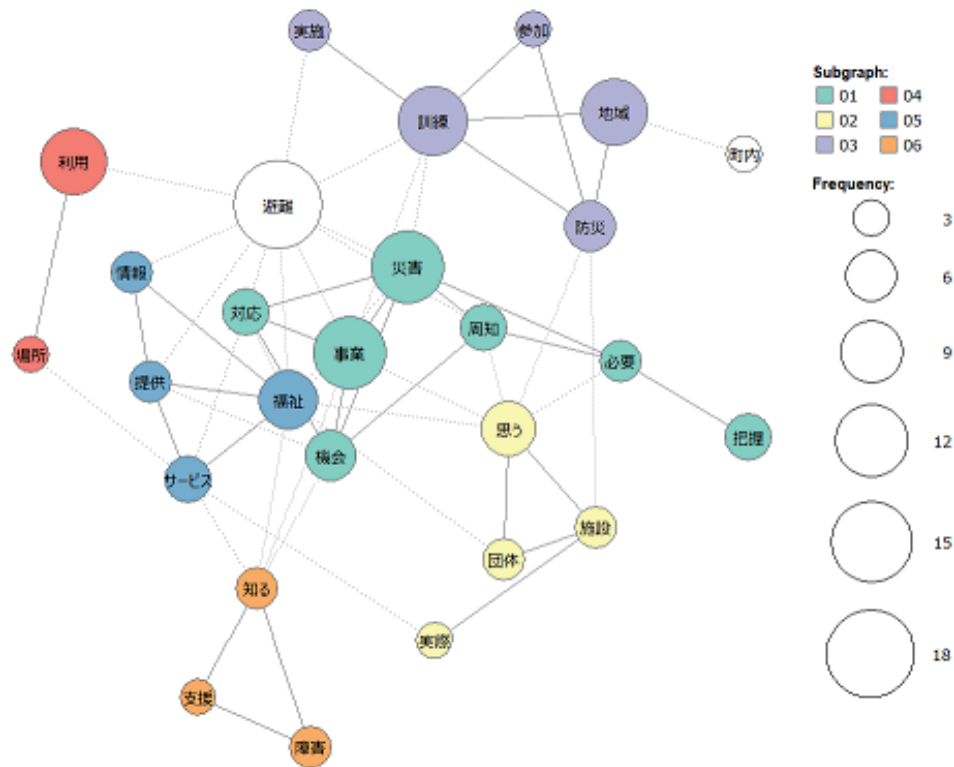 実施
参加
訓練
地域
町内
利用
避難
防災
情報
災害
対応
周知
場所
事業
必要
提供
福祉
思う
把握
機会
サービス
施設
団体
知る
実際
支援
障害
Subgraph:
01 04
02 05
03 06
Frequency:
3
6
9
12
15
18